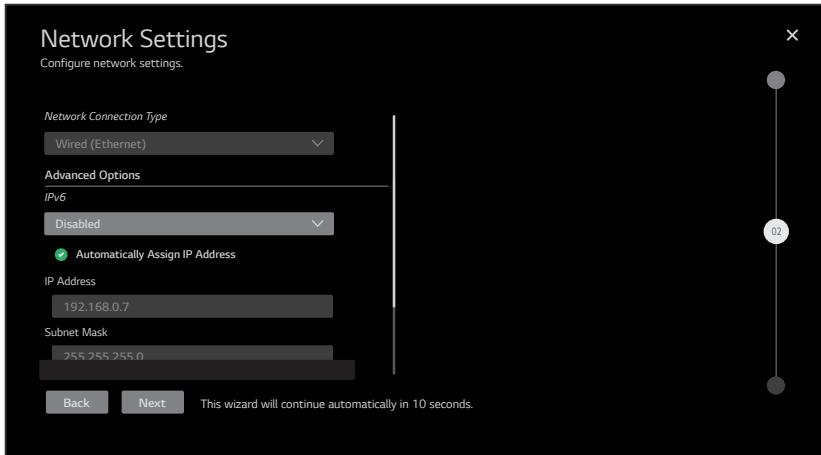 Network Settings
Configure network settings.
Network Connection Type
Wired (Ethernet)
Advanced Options
IPv6
Disabled
02
Automatically Assign IP Address
IP Address
192.168.0.7
Subnet Mask
255.255.255.0
Back Next This wizard will continue automatically in 10 seconds.